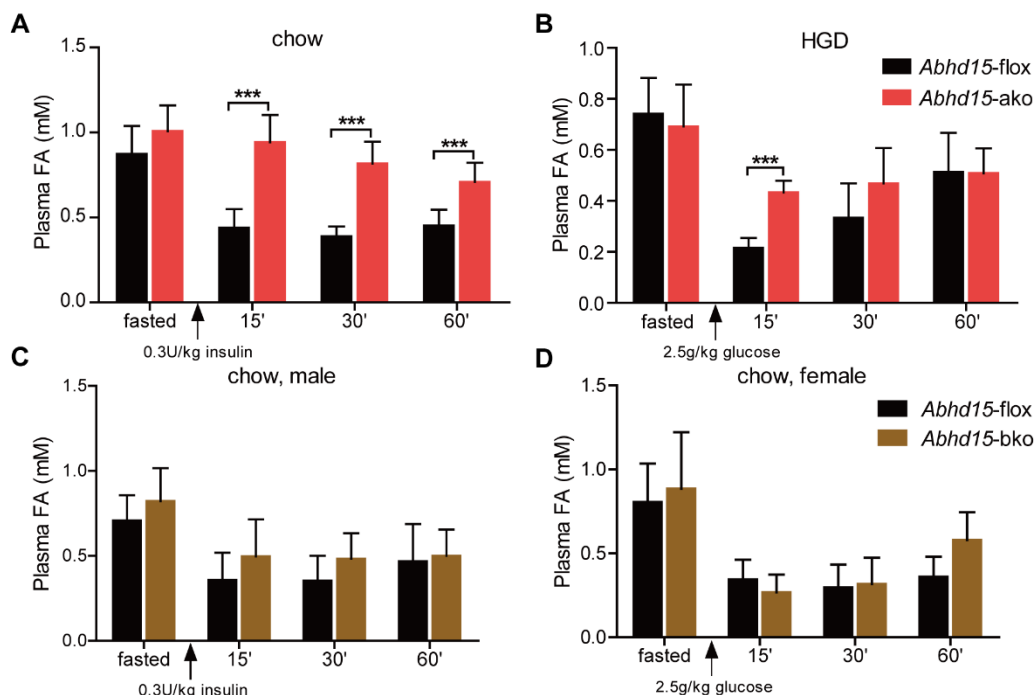 A
chow
Plasma FA (mM)
1.5
1.0
0.5
0.0
***
***
***
fasted
15'
30'
60'
0.3U/kg insulin
B
HGD
Abhd15-flox
Abhd15-ako
Plasma FA (mM)
1.0
0.8
0.6
0.4
0.2
0.0
***
fasted
15'
30'
60'
2.5g/kg glucose
C
chow, male
Plasma FA (mM)
1.5
1.0
0.5
0.0
fasted
15'
30'
60'
0.3U/kg insulin
D
chow, female
Abhd15-flox
Abhd15-bko
Plasma FA (mM)
1.5
1.0
0.5
0.0
fasted
15'
30'
60'
2.5g/kg glucose